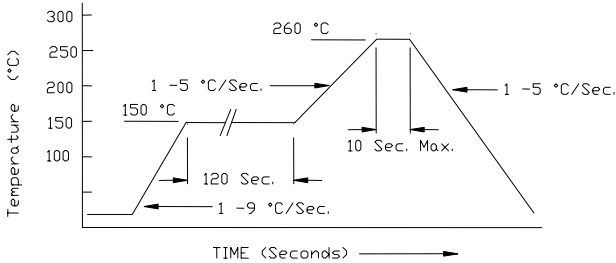 300
260 °C
250
200
1 -5 °C/Sec.
1 -5 °C/Sec.
150 °C
150
10 Sec. Max.
100
120 Sec.
1 -9 °C/Sec.
Temperature (°C)
TIME (Seconds)